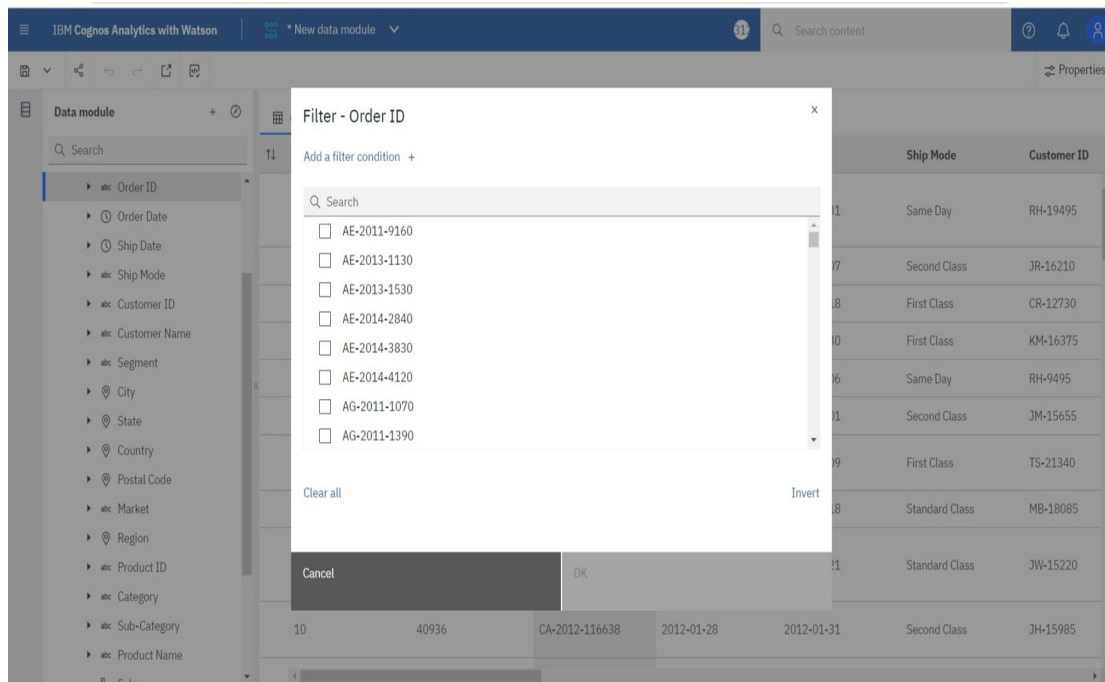 IBM Cognos Analytics with Watson
* New data module
Search content
Properties
Data module
Search
Order ID
Order Date
Ship Date
Ship Mode
Customer ID
Customer Name
Segment
City
State
Country
Postal Code
Market
Region
Product ID
Category
Sub-Category
Product Name
Filter - Order ID
x
Add a filter condition +
Search
AE-2011-9160
AE-2013-1130
AE-2013-1530
AE-2014-2840
AE-2014-3830
AE-2014-4120
AG-2011-1070
AG-2011-1390
Clear all Invert
Cancel OK
Ship Mode Customer ID
Same Day RH-19495
Second Class JR-16210
First Class CR-12730
First Class KM-16375
Same Day RH-9495
Second Class JM-15655
First Class TS-21340
Standard Class MB-18085
Standard Class JW-15220
10 40936 CA-2012-116638 2012-01-28 2012-01-31 Second Class JH-15985